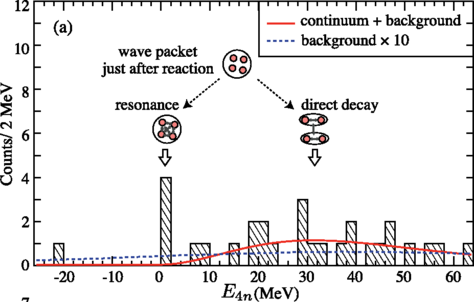 12
10
8
6
4
2
0
Counts/ 2 MeV
(a)
continuum + background
background × 10
wave packet
just after reaction
resonance
direct decay
-20 -10 0 10 20 30 40 50 60
E4n(MeV)